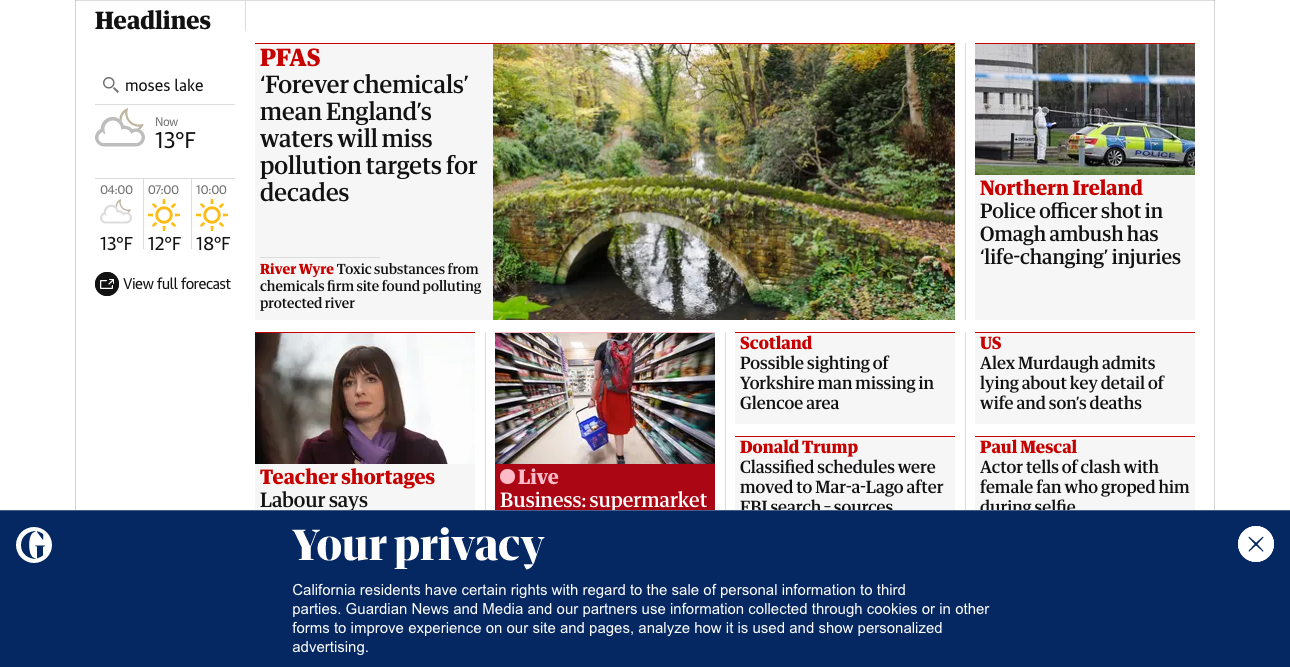 Headlines
moses lake
Now
13°F
04:00
07:00
10:00
13°F
12°F
18°F
View full forecast
PFAS
‘Forever chemicals’
mean England’s
waters will miss
pollution targets for
decades
River Wyre Toxic substances from
chemicals firm site found polluting
protected river
POLICE
Northern Ireland
Police officer shot in
Omagh ambush has
‘life-changing’ injuries
Teacher shortages
Labour says
Live
Business: supermarket
Scotland
Possible sighting of
Yorkshire man missing in
Glencoe area
US
Alex Murdaugh admits
lying about key detail of
wife and son’s deaths
Donald Trump
Classified schedules were
moved to Mar-a-Lago after
FBI search – sources
Paul Mescal
Actor tells of clash with
female fan who groped him
during selfie
G
Your privacy
California residents have certain rights with regard to the sale of personal information to third
parties. Guardian News and Media and our partners use information collected through cookies or in other
forms to improve experience on our site and pages, analyze how it is used and show personalized
advertising.